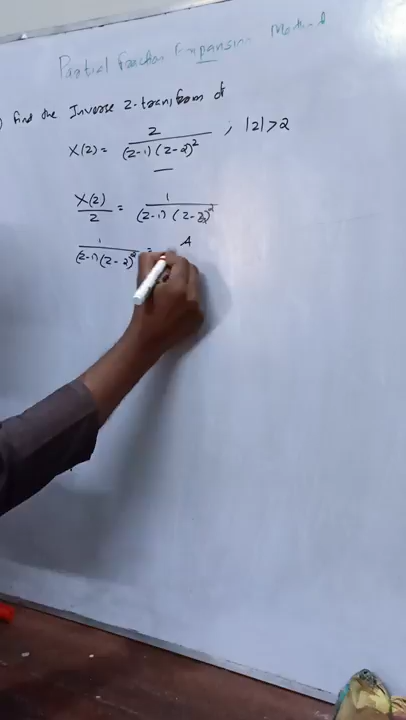 Partial Fraction Expansion Method
) Find the Inverse Z-transform of
X(z) = z / (z-1)(z-2)² ; |z|>2
X(z)/z = 1 / (z-1)(z-2)²
1 / (z-1)(z-2)² = A